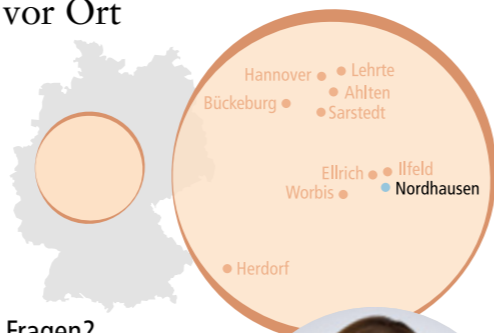 vor Ort
Hannover
Lehrte
Ahlten
Bückeburg
Sarstedt
Ellrich
Ilfeld
Worbis
Nordhausen
Herdorf
Fragen?